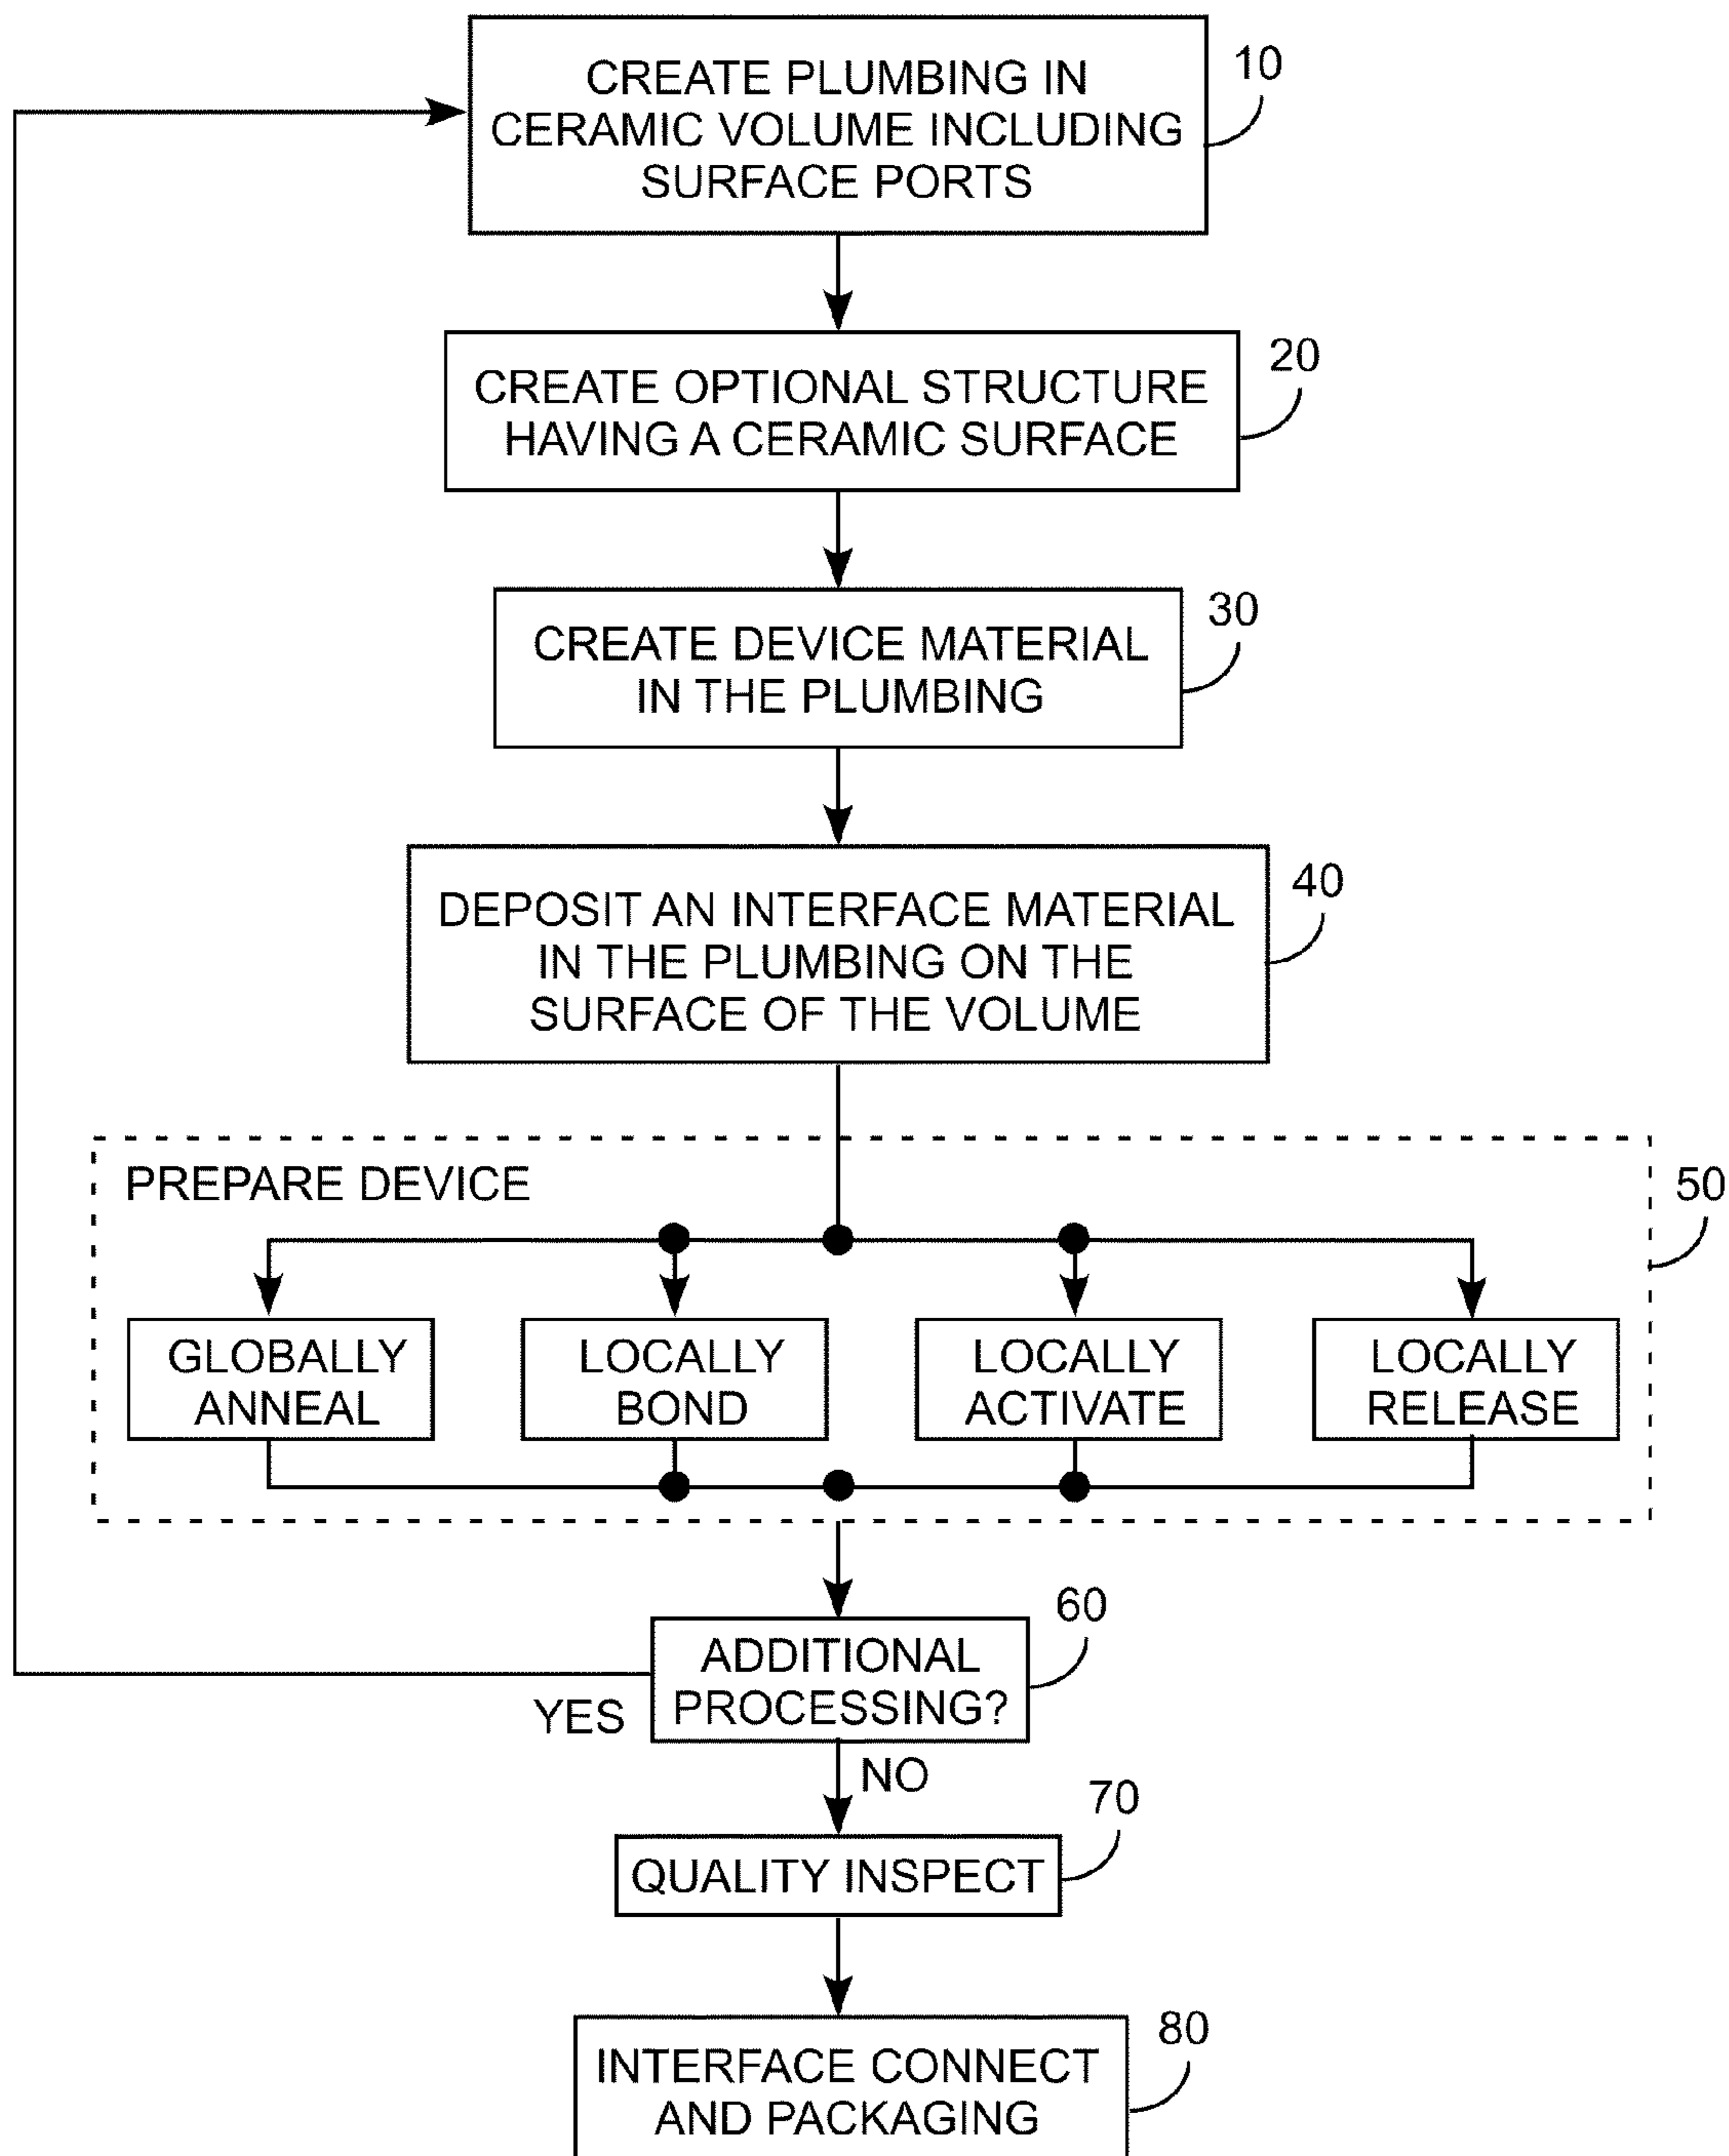 CREATE PLUMBING IN
CERAMIC VOLUME INCLUDING
SURFACE PORTS
10
CREATE OPTIONAL STRUCTURE
HAVING A CERAMIC SURFACE
20
CREATE DEVICE MATERIAL
IN THE PLUMBING
30
DEPOSIT AN INTERFACE MATERIAL
IN THE PLUMBING ON THE
SURFACE OF THE VOLUME
40
PREPARE DEVICE
50
GLOBALLY
ANNEAL
LOCALLY
BOND
LOCALLY
ACTIVATE
LOCALLY
RELEASE
ADDITIONAL
PROCESSING?
60
YES
NO
QUALITY INSPECT
70
INTERFACE CONNECT
AND PACKAGING
80